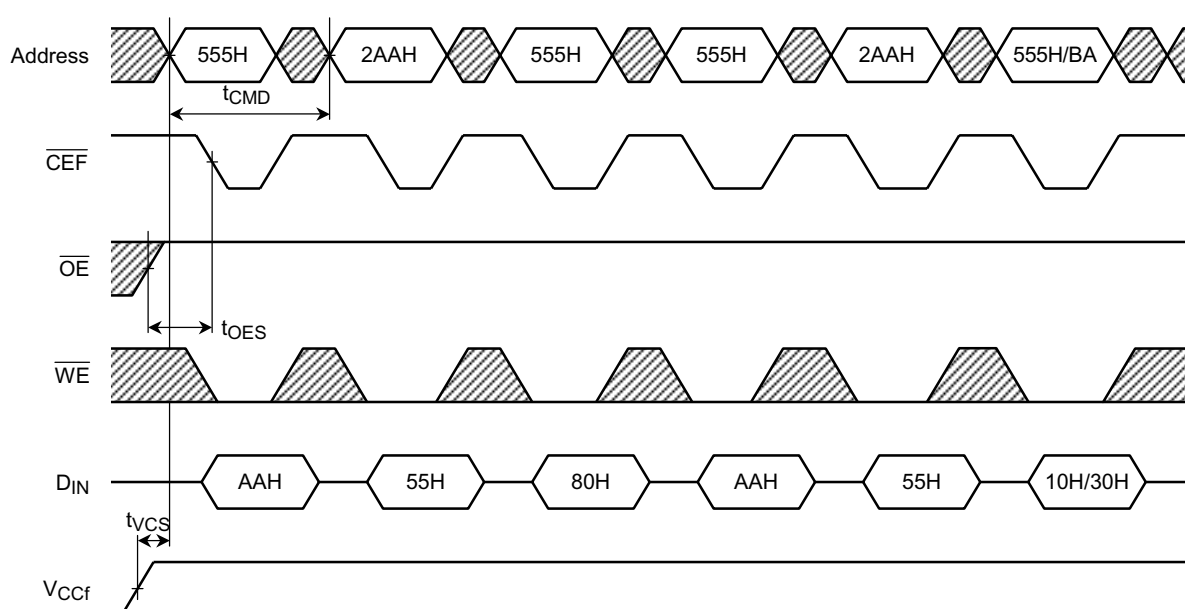 Address 555H 2AAH 555H 555H 2AAH 555H/BA
tCMD
CEF
OE
tOES
WE
DIN AAH 55H 80H AAH 55H 10H/30H
tVCS
VCCf